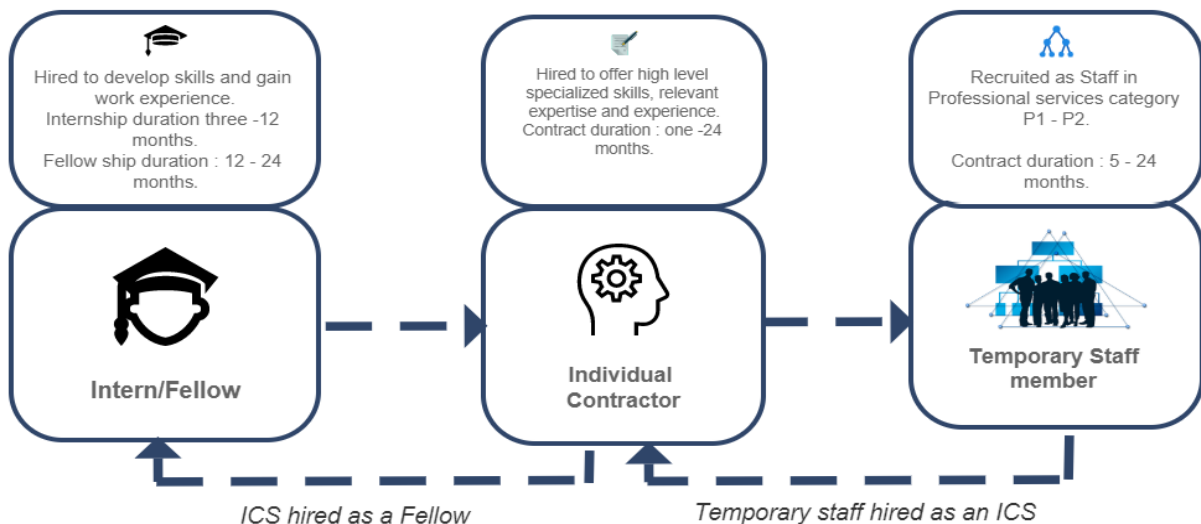 Hired to develop skills and gain
work experience.
Internship duration three -12
months.
Fellow ship duration : 12 - 24
months.
Intern/Fellow
Hired to offer high level
specialized skills, relevant
expertise and experience.
Contract duration : one -24
months.
Individual
Contractor
Recruited as Staff in
Professional services category
P1 - P2.
Contract duration : 5 - 24
months.
Temporary Staff
member
ICS hired as a Fellow
Temporary staff hired as an ICS